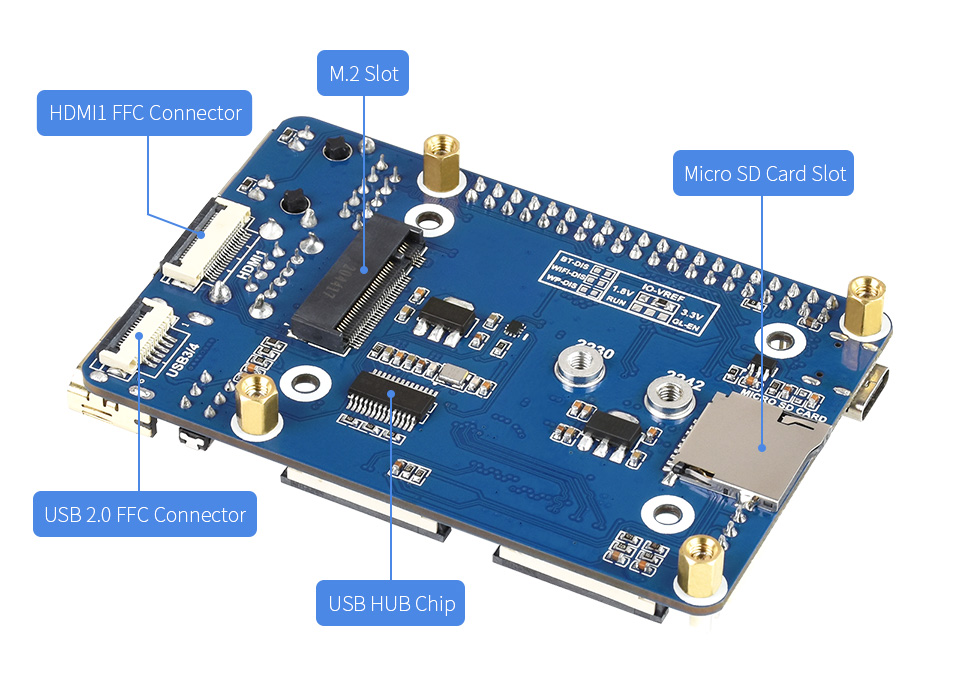 M.2 Slot
HDMI1 FFC Connector
Micro SD Card Slot
BT-DIS
WIFI-DIS
WP-DIS
1.8V
RUN
IO-VREF
3.3V
GL-EN
HDMI1
1
USB3/4
2230
2242
MICRO SD CARD
USB 2.0 FFC Connector
USB HUB Chip